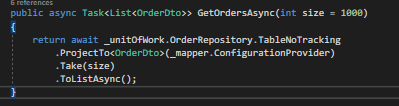 6 references
public async Task<List<OrderDto>> GetOrdersAsync(int size = 1000)
{
return await _unitOfWork.OrderRepository.TableNoTracking
.ProjectTo<OrderDto>(_mapper.ConfigurationProvider)
.Take(size)
.ToListAsync();
}